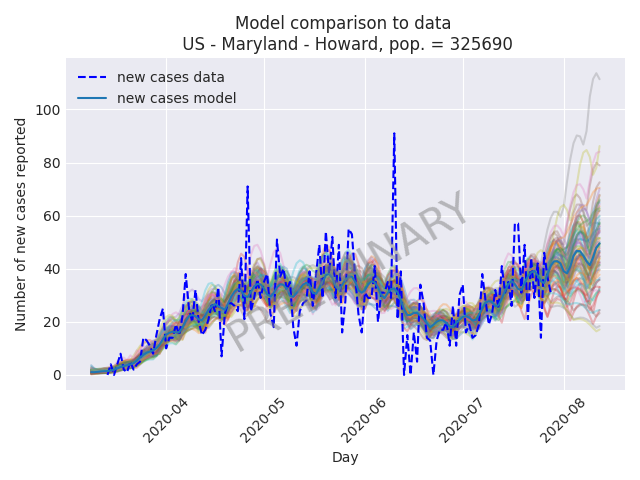 Model comparison to data
US - Maryland - Howard, pop. = 325690
new cases data
new cases model
Number of new cases reported
100
80
60
40
20
0
PRELIMINARY
2020-04
2020-05
2020-06
2020-07
2020-08
Day